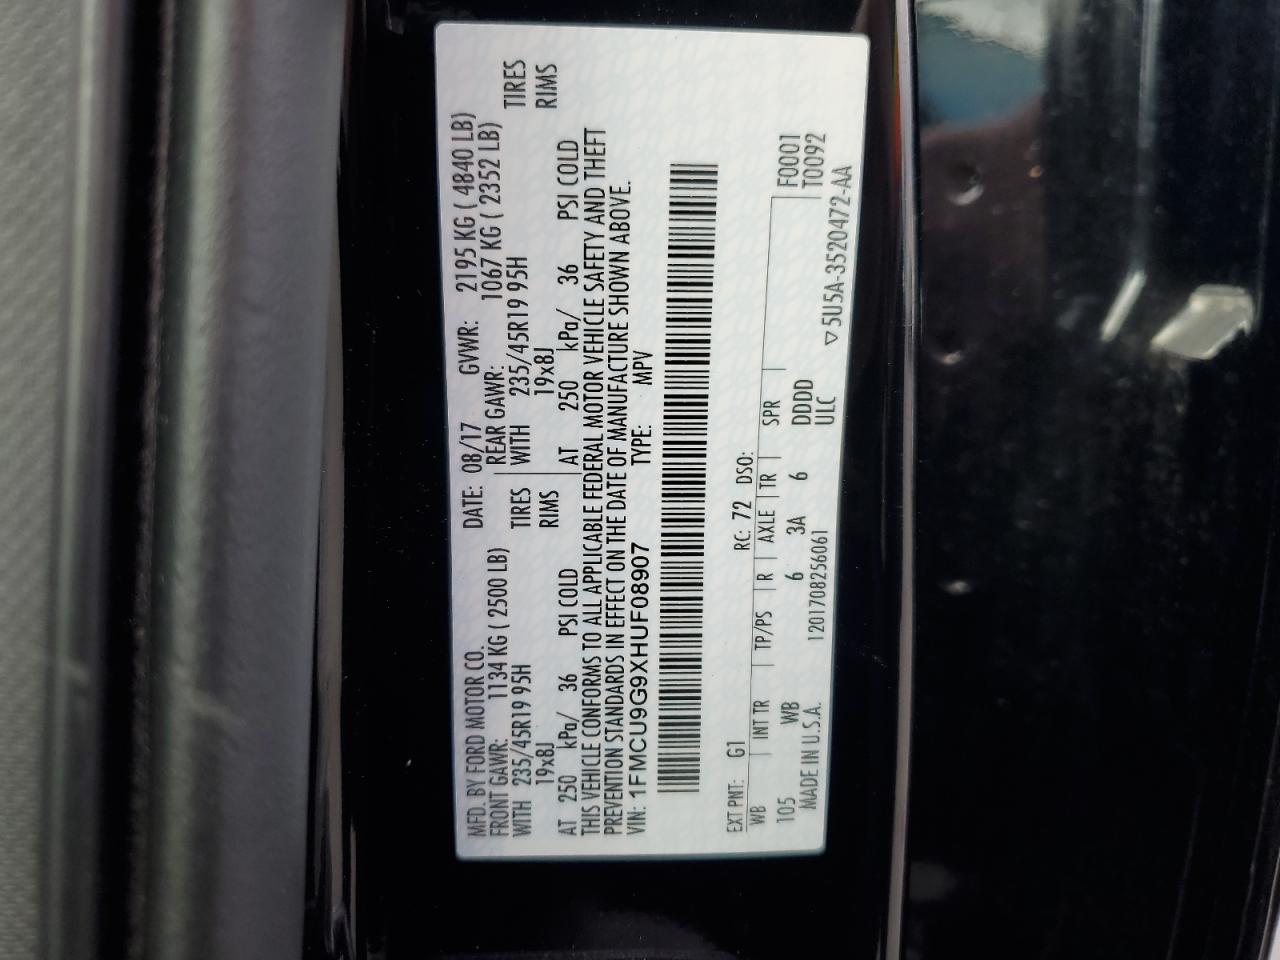 MFD. BY FORD MOTOR CO. DATE: 08/17 GVWR: 2195 KG ( 4840 LB)
FRONT GAWR: 1134 KG ( 2500 LB) REAR GAWR: 1067 KG ( 2352 LB)
WITH 235/45R19 95H TIRES WITH 235/45R19 95H TIRES
19x8J RIMS 19x8J RIMS
AT 250 kPa/ 36 PSI COLD AT 250 kPa/ 36 PSI COLD
THIS VEHICLE CONFORMS TO ALL APPLICABLE FEDERAL MOTOR VEHICLE SAFETY AND THEFT
PREVENTION STANDARDS IN EFFECT ON THE DATE OF MANUFACTURE SHOWN ABOVE.
VIN: 1FMCU9G9XHUF08907 TYPE: MPV
EXT PNT: G1 RC: 72 DSO:
WB INT TR TP/PS R AXLE TR SPR F0001
105 WB 6 3A 6 DDDD T0092
MADE IN U.S.A. 1201708256061 ULC ▽5U5A-3520472-AA